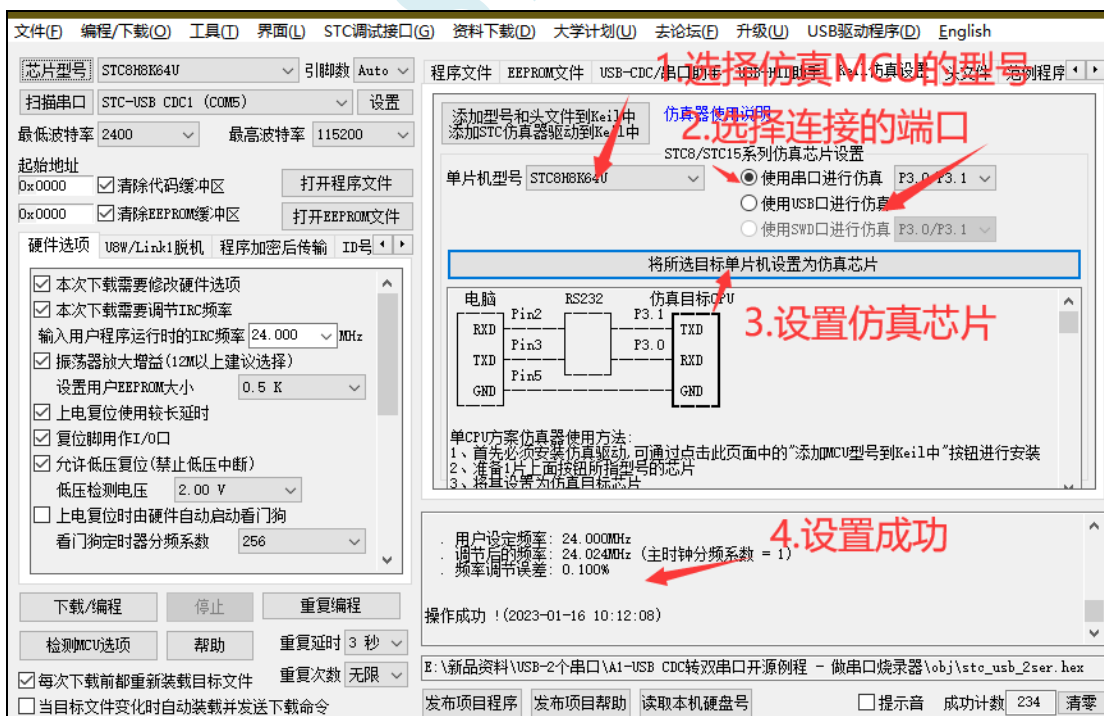 文件(F) 编程/下载(O) 工具(T) 界面(L) STC调试接口(G) 资料下载(D) 大学计划(U) 去论坛(F) 升级(U) USB驱动程序(D) English
芯片型号 STC8H8K64U 引脚数 Auto
扫描串口 STC-USB CDC1 (COM5) 设置
最低波特率 2400 最高波特率 115200
起始地址
0x0000 清除代码缓冲区 打开程序文件
0x0000 清除EEPROM缓冲区 打开EEPROM文件
硬件选项 U8W/Link1脱机 程序加密后传输 ID号
本次下载需要修改硬件选项
本次下载需要调节IRC频率
输入用户程序运行时的IRC频率 24.000 MHz
振荡器放大增益(12M以上建议选择)
设置用户EEPROM大小 0.5 K
上电复位使用较长延时
复位脚用作I/O口
允许低压复位(禁止低压中断)
低压检测电压 2.00 V
上电复位时由硬件自动启动看门狗
看门狗定时器分频系数 256
下载/编程 停止 重复编程
检测MCU选项 帮助 重复延时 3 秒
重复次数 无限
每次下载前都重新装载目标文件
当目标文件变化时自动装载并发送下载命令
程序文件 EEPROM文件 USB-CDC/串口助手 USB-HID助手 Keil仿真设置 头文件 范例程序
1.选择仿真MCU的型号
添加型号和头文件到Keil中
添加STC仿真器驱动到Keil中
仿真器使用说明
2.选择连接的端口
STC8/STC15系列仿真芯片设置
单片机型号 STC8H8K64U 使用串口进行仿真 P3.0/P3.1
使用USB口进行仿真
使用SWD口进行仿真 P3.0/P3.1
将所选目标单片机设置为仿真芯片
3.设置仿真芯片
电脑 RS232 仿真目标CPU
RXD Pin2 P3.1 TXD
TXD Pin3 P3.0 RXD
GND Pin5 GND
单CPU方案仿真器使用方法:
1、首先必须安装仿真驱动,可通过点击此页面中的"添加MCU型号到Keil中"按钮进行安装
2、准备1片上面按钮所指型号的芯片
3、将其设置为仿真目标芯片
4.设置成功
. 用户设定频率: 24.000MHz
. 调节后的频率: 24.024MHz (主时钟分频系数 = 1)
. 频率调节误差: 0.100%
操作成功 !(2023-01-16 10:12:08)
E:\新品资料\USB-2个串口\A1-USB CDC转双串口开源例程 - 做串口烧录器\obj\stc_usb_2ser.hex
发布项目程序 发布项目帮助 读取本机硬盘号 提示音 成功计数 234 清零